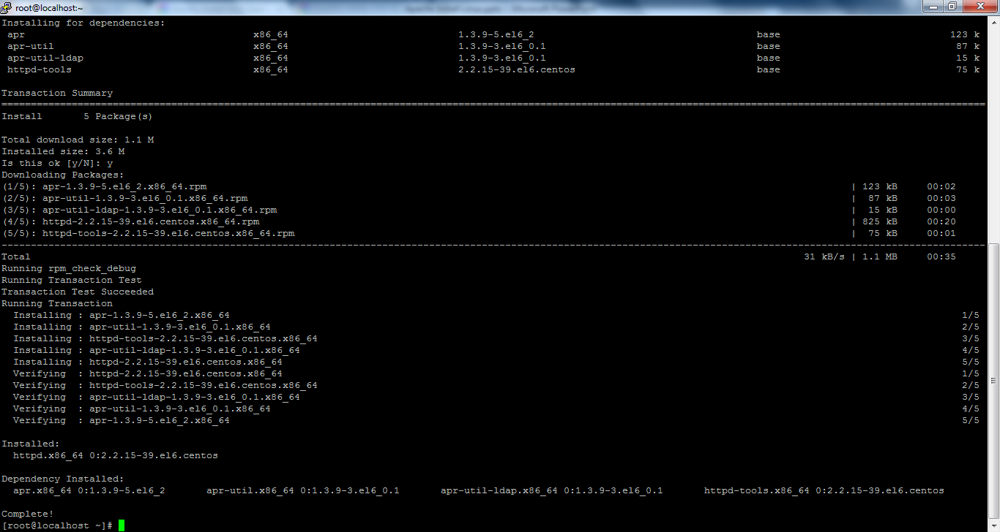 root@localhost:~
Installing for dependencies:
apr x86_64 1.3.9-5.el6_2 base 123 k
apr-util x86_64 1.3.9-3.el6_0.1 base 87 k
apr-util-ldap x86_64 1.3.9-3.el6_0.1 base 15 k
httpd-tools x86_64 2.2.15-39.el6.centos base 75 k
Transaction Summary
================================================================================
Install 5 Package(s)
Total download size: 1.1 M
Installed size: 3.6 M
Is this ok [y/N]: y
Downloading Packages:
(1/5): apr-1.3.9-5.el6_2.x86_64.rpm | 123 kB 00:02
(2/5): apr-util-1.3.9-3.el6_0.1.x86_64.rpm | 87 kB 00:03
(3/5): apr-util-ldap-1.3.9-3.el6_0.1.x86_64.rpm | 15 kB 00:00
(4/5): httpd-2.2.15-39.el6.centos.x86_64.rpm | 825 kB 00:20
(5/5): httpd-tools-2.2.15-39.el6.centos.x86_64.rpm | 75 kB 00:01
--------------------------------------------------------------------------------
Total 31 kB/s | 1.1 MB 00:35
Running rpm_check_debug
Running Transaction Test
Transaction Test Succeeded
Running Transaction
Installing : apr-1.3.9-5.el6_2.x86_64 1/5
Installing : apr-util-1.3.9-3.el6_0.1.x86_64 2/5
Installing : httpd-tools-2.2.15-39.el6.centos.x86_64 3/5
Installing : apr-util-ldap-1.3.9-3.el6_0.1.x86_64 4/5
Installing : httpd-2.2.15-39.el6.centos.x86_64 5/5
Verifying : httpd-2.2.15-39.el6.centos.x86_64 1/5
Verifying : httpd-tools-2.2.15-39.el6.centos.x86_64 2/5
Verifying : apr-util-ldap-1.3.9-3.el6_0.1.x86_64 3/5
Verifying : apr-util-1.3.9-3.el6_0.1.x86_64 4/5
Verifying : apr-1.3.9-5.el6_2.x86_64 5/5
Installed:
httpd.x86_64 0:2.2.15-39.el6.centos
Dependency Installed:
apr.x86_64 0:1.3.9-5.el6_2 apr-util.x86_64 0:1.3.9-3.el6_0.1 apr-util-ldap.x86_64 0:1.3.9-3.el6_0.1 httpd-tools.x86_64 0:2.2.15-39.el6.centos
Complete!
[root@localhost ~]#